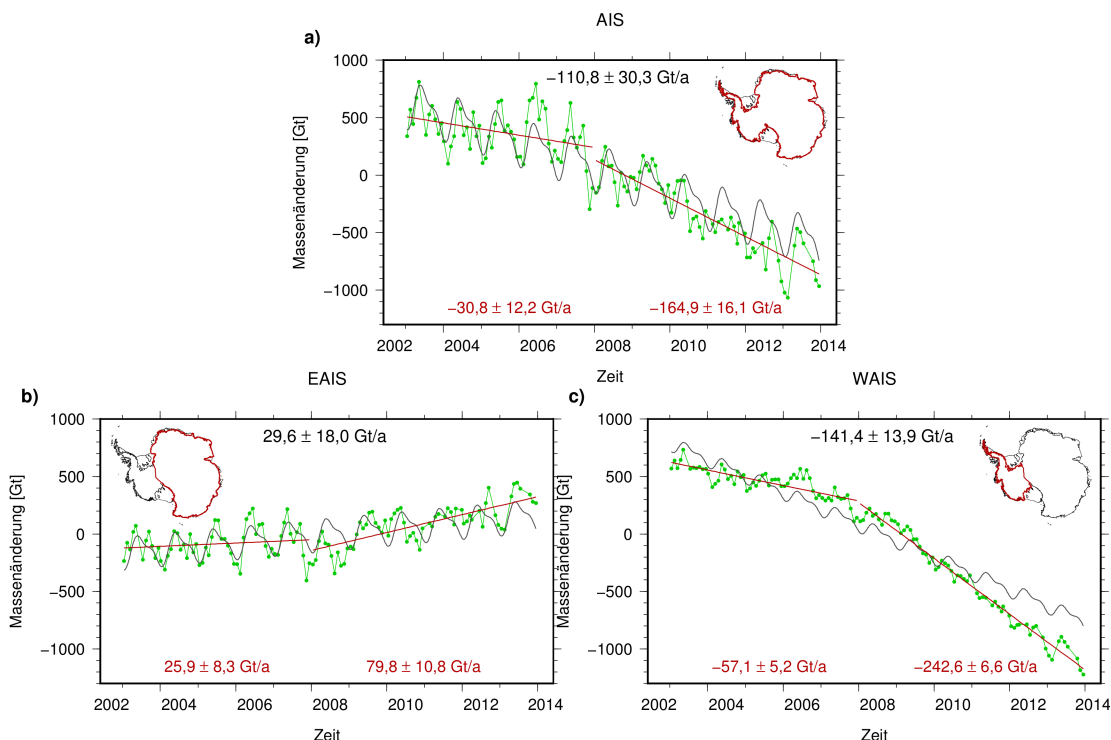 AIS
a)
−110,8 ± 30,3 Gt/a
1000
500
0
−500
−1000
Massenänderung [Gt]
−30,8 ± 12,2 Gt/a
−164,9 ± 16,1 Gt/a
2002 2004 2006 2008 2010 2012 2014
Zeit
EAIS
b)
29,6 ± 18,0 Gt/a
1000
500
0
−500
−1000
Massenänderung [Gt]
25,9 ± 8,3 Gt/a
79,8 ± 10,8 Gt/a
2002 2004 2006 2008 2010 2012 2014
Zeit
WAIS
c)
−141,4 ± 13,9 Gt/a
1000
500
0
−500
−1000
Massenänderung [Gt]
−57,1 ± 5,2 Gt/a
−242,6 ± 6,6 Gt/a
2002 2004 2006 2008 2010 2012 2014
Zeit